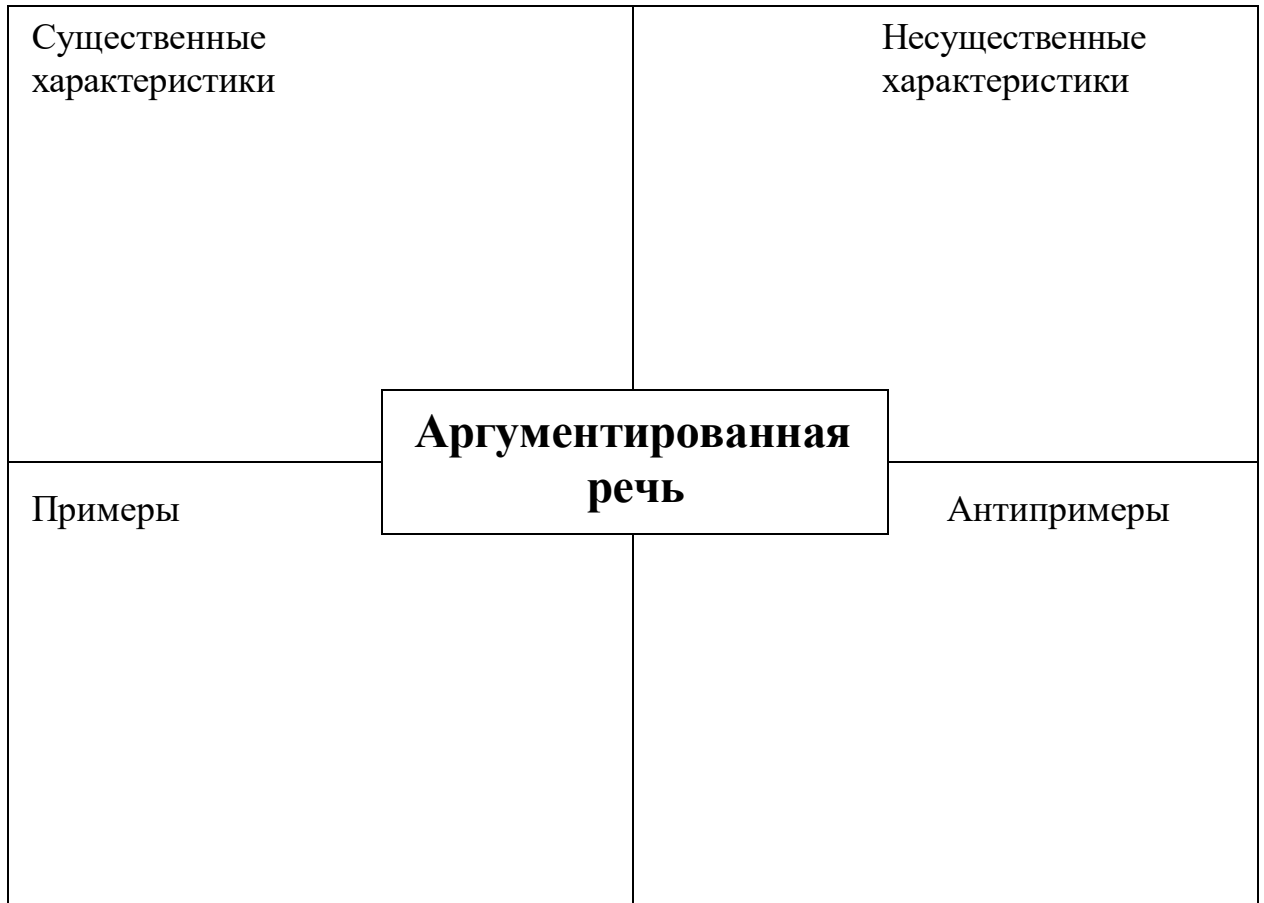 Существенные
характеристики
Несущественные
характеристики
Аргументированная
речь
Примеры
Антипримеры